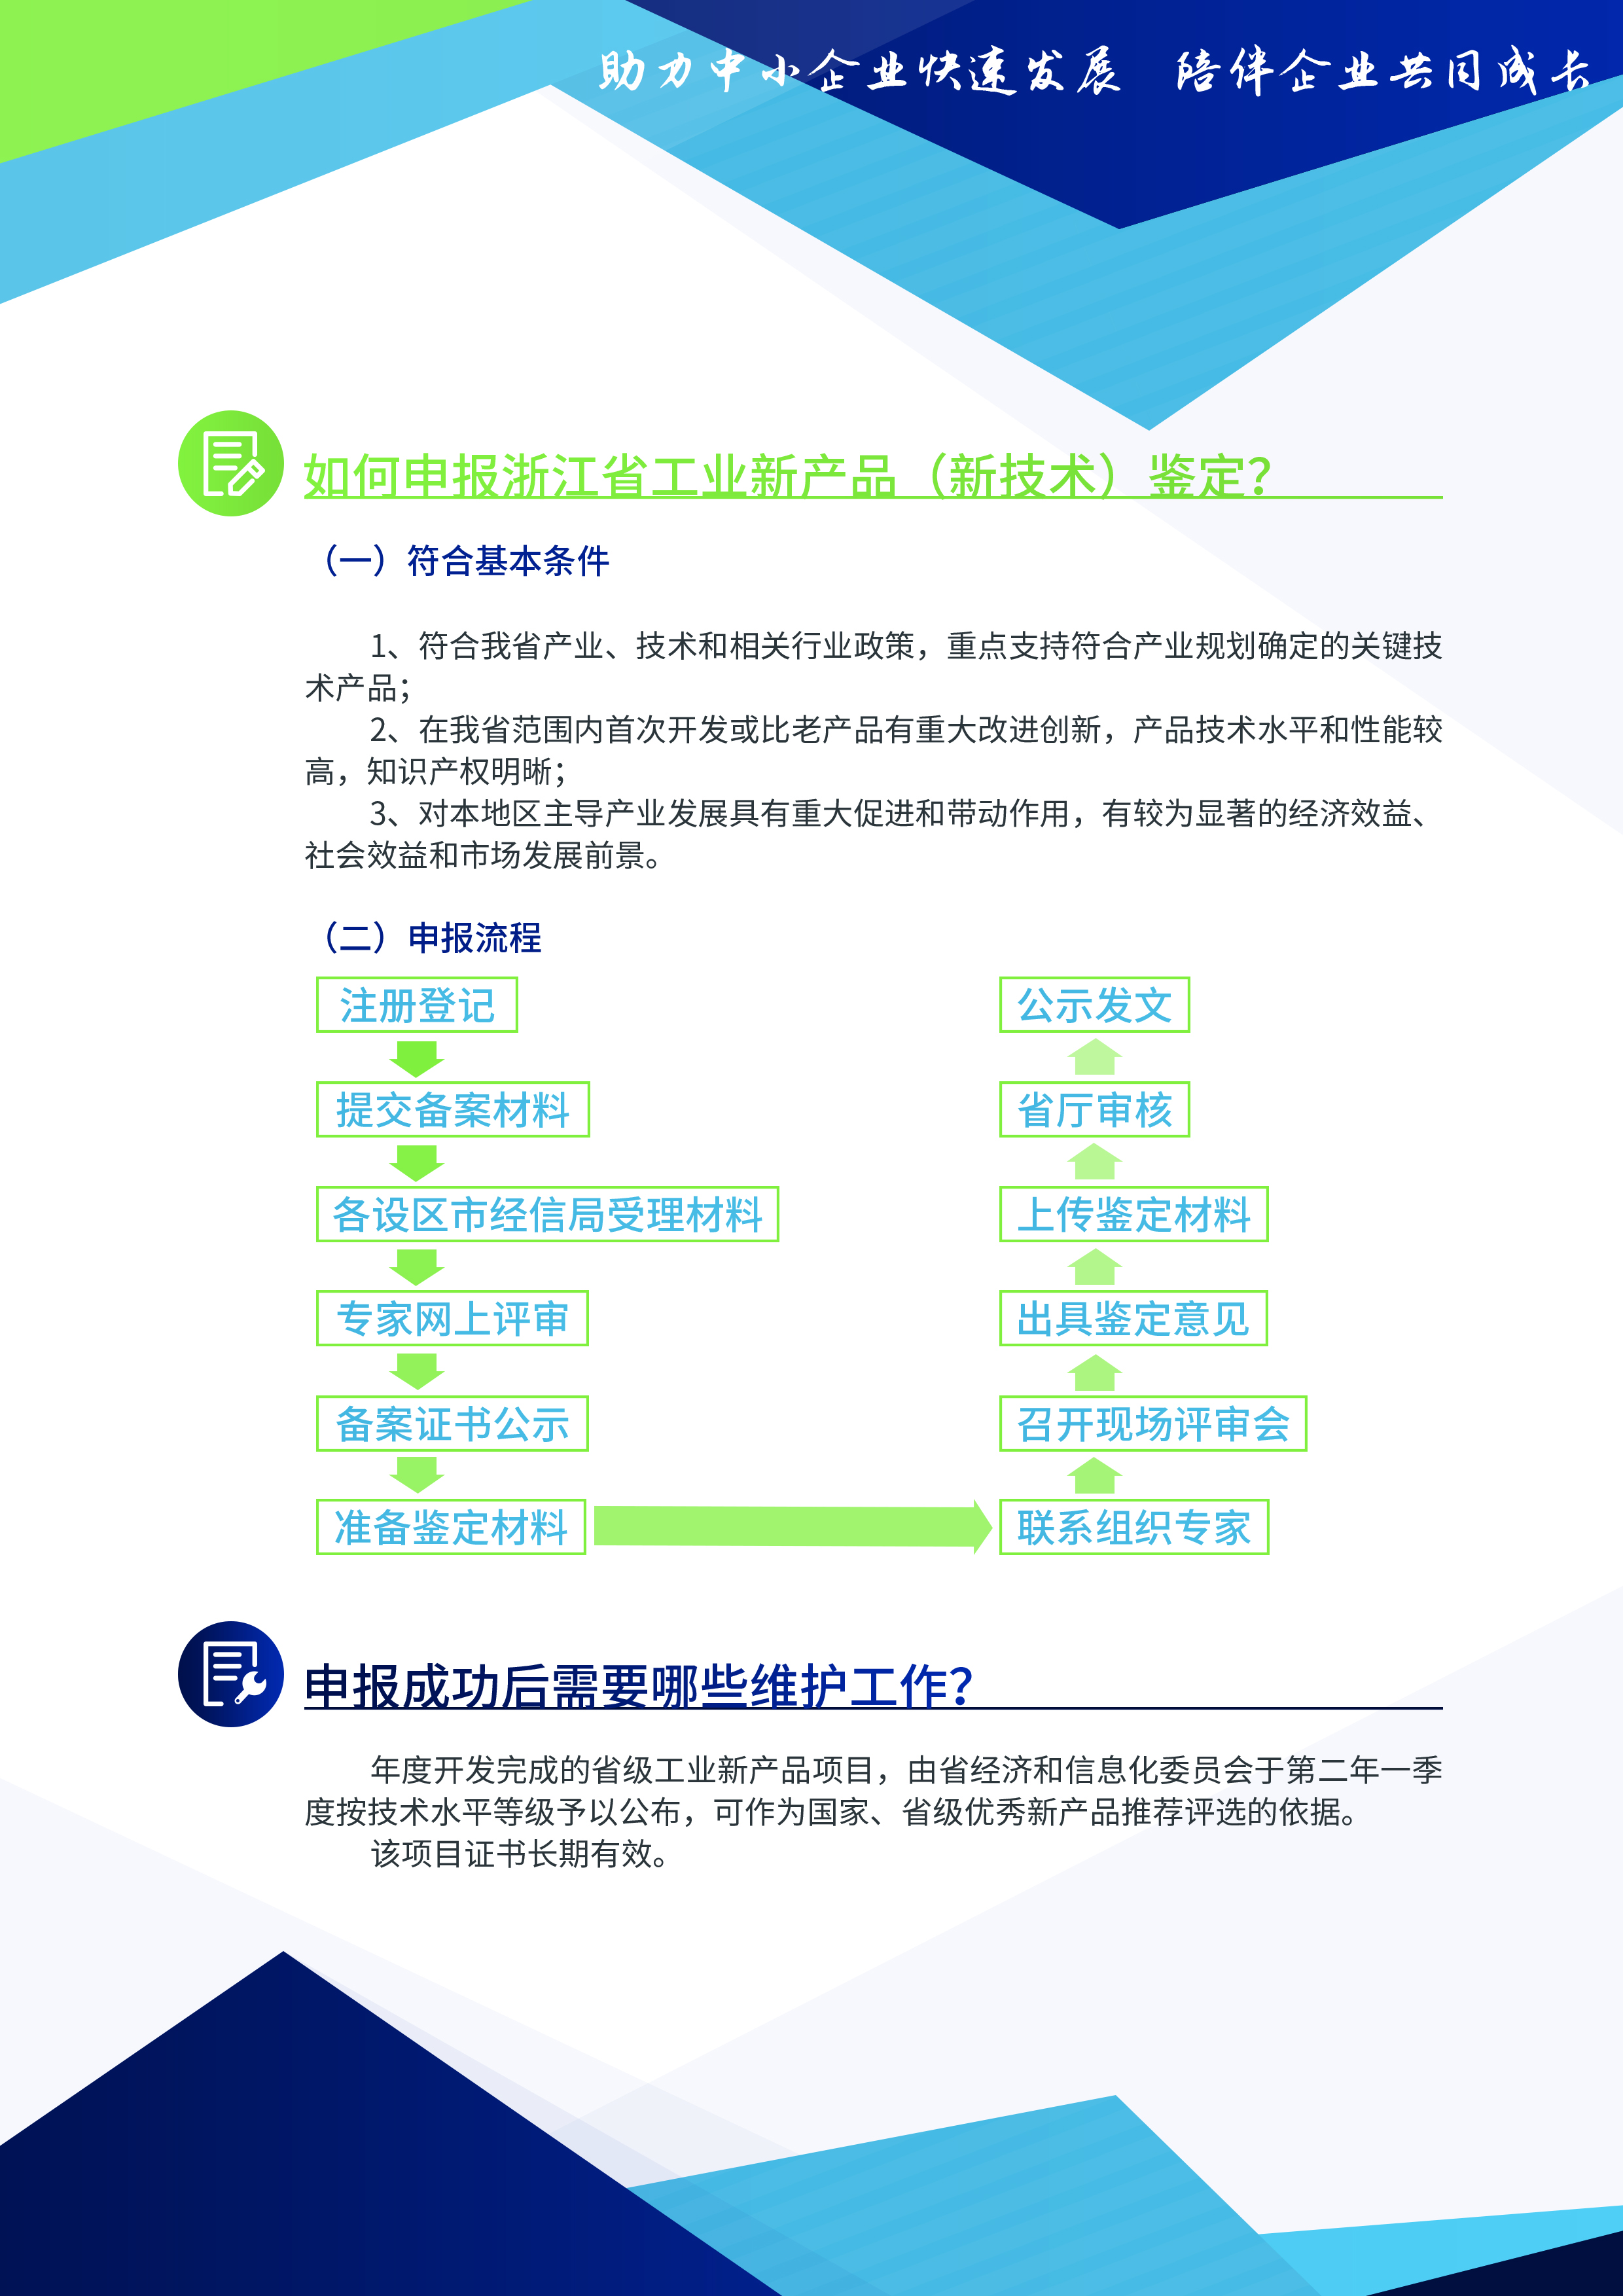 助力中小企业快速发展 陪伴企业共同成长
如何申报浙江省工业新产品（新技术）鉴定？
（一）符合基本条件
1、符合我省产业、技术和相关行业政策，重点支持符合产业规划确定的关键技
术产品；
2、在我省范围内首次开发或比老产品有重大改进创新，产品技术水平和性能较
高，知识产权明晰；
3、对本地区主导产业发展具有重大促进和带动作用，有较为显著的经济效益、
社会效益和市场发展前景。
（二）申报流程
注册登记
提交备案材料
各设区市经信局受理材料
专家网上评审
备案证书公示
准备鉴定材料
联系组织专家
召开现场评审会
出具鉴定意见
上传鉴定材料
省厅审核
公示发文
申报成功后需要哪些维护工作？
年度开发完成的省级工业新产品项目，由省经济和信息化委员会于第二年一季
度按技术水平等级予以公布，可作为国家、省级优秀新产品推荐评选的依据。
该项目证书长期有效。